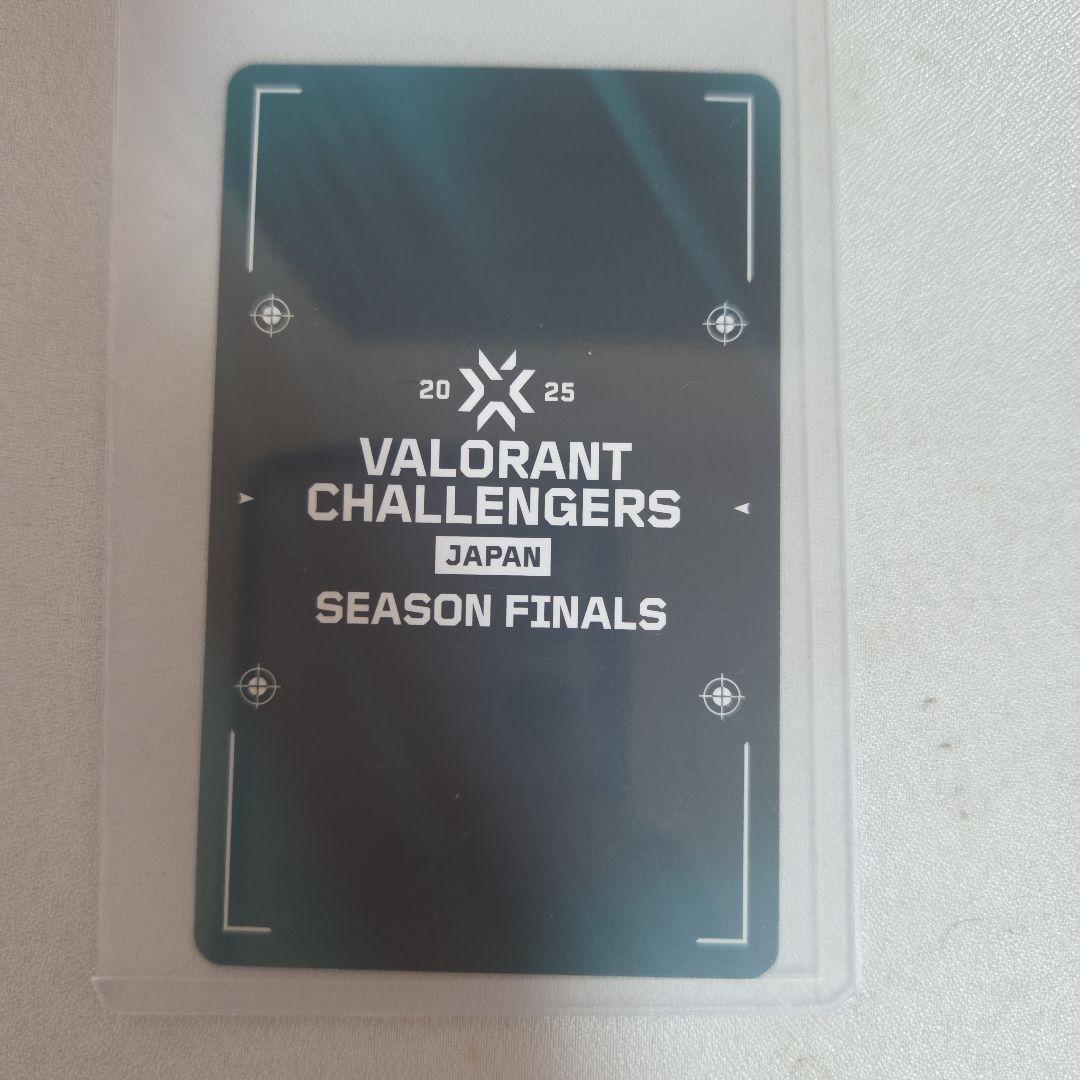 20 25
VALORANT
CHALLENGERS
JAPAN
SEASON FINALS